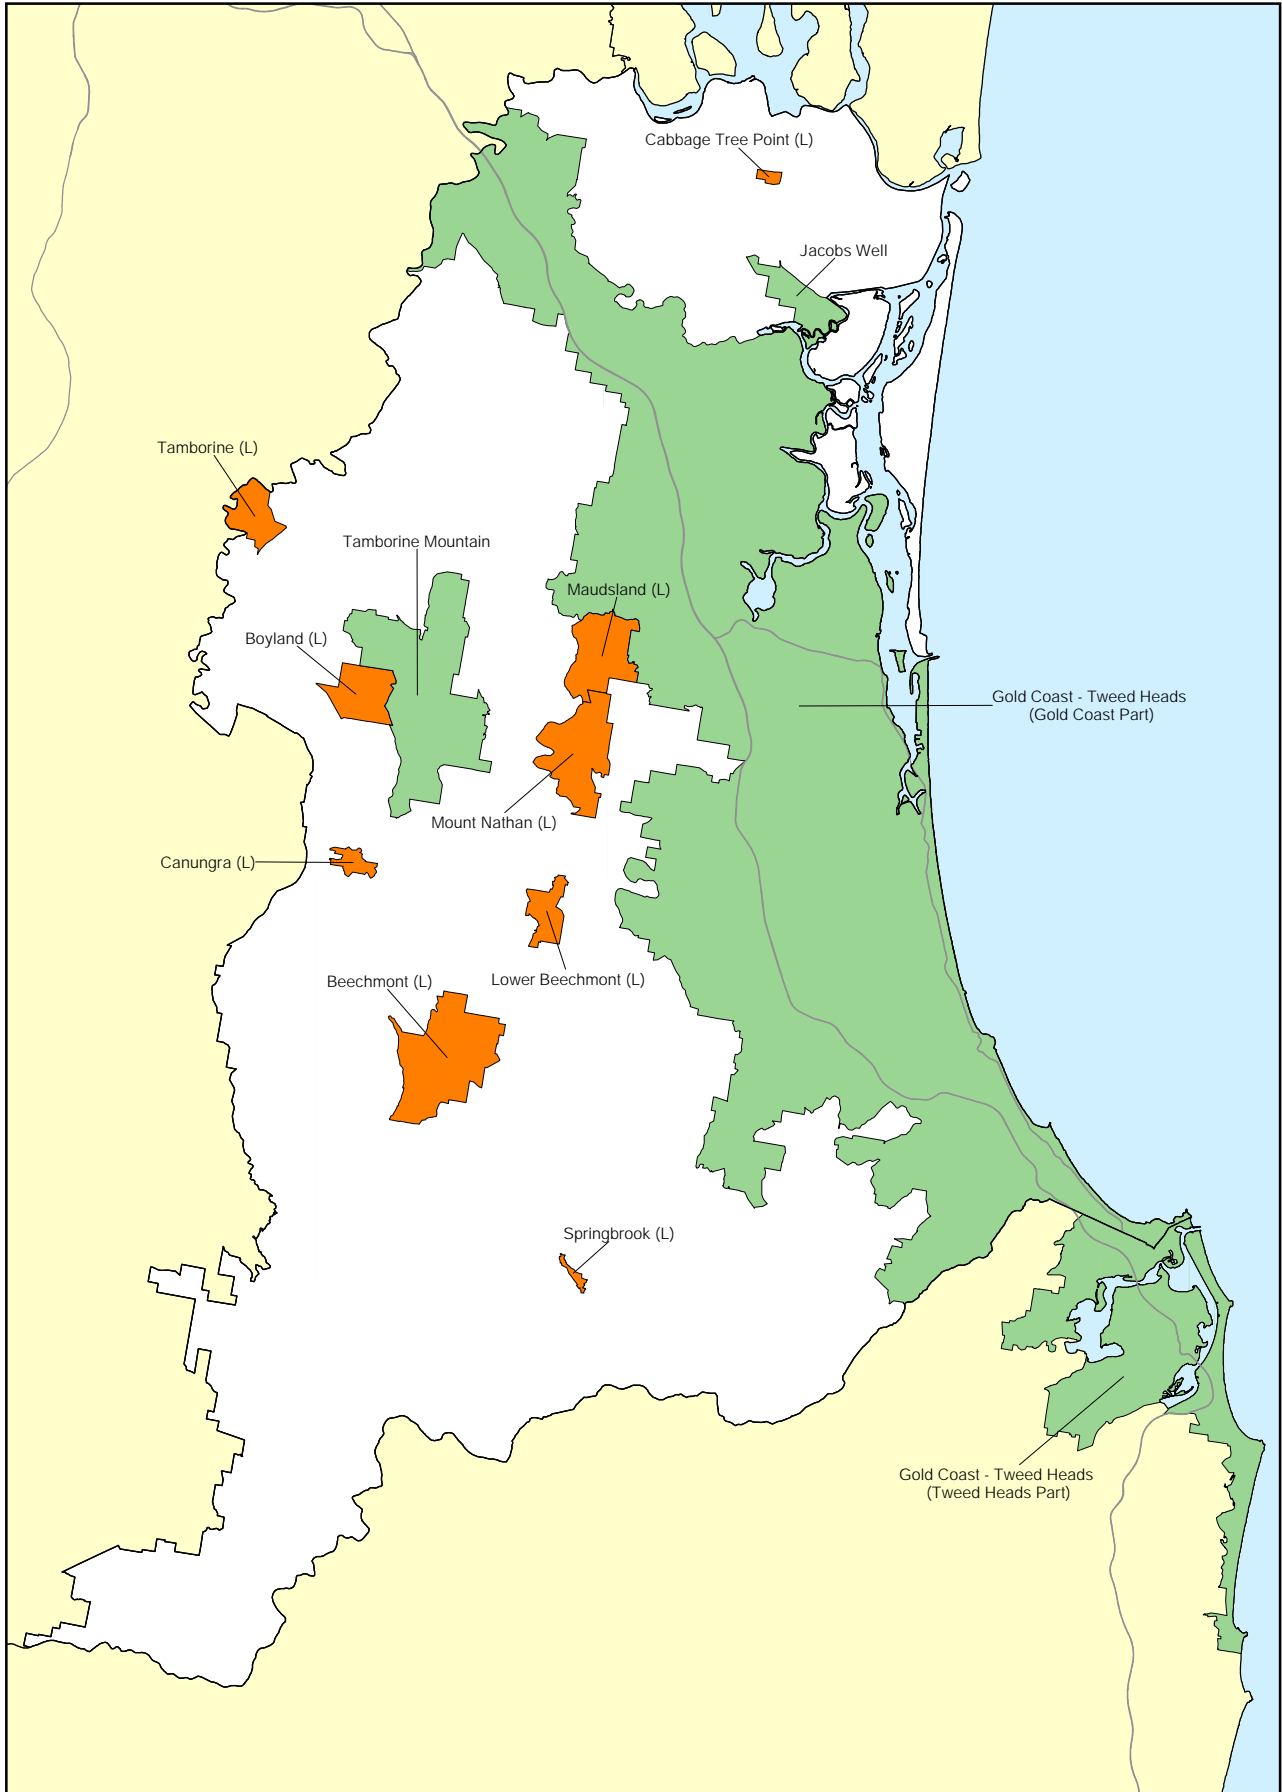 Cabbage Tree Point (L)
Jacobs Well
Tamborine (L)
Tamborine Mountain
Maudsland (L)
Boyland (L)
Gold Coast - Tweed Heads
(Gold Coast Part)
Mount Nathan (L)
Canungra (L)
Beechmont (L)
Lower Beechmont (L)
Springbrook (L)
Gold Coast - Tweed Heads
(Tweed Heads Part)